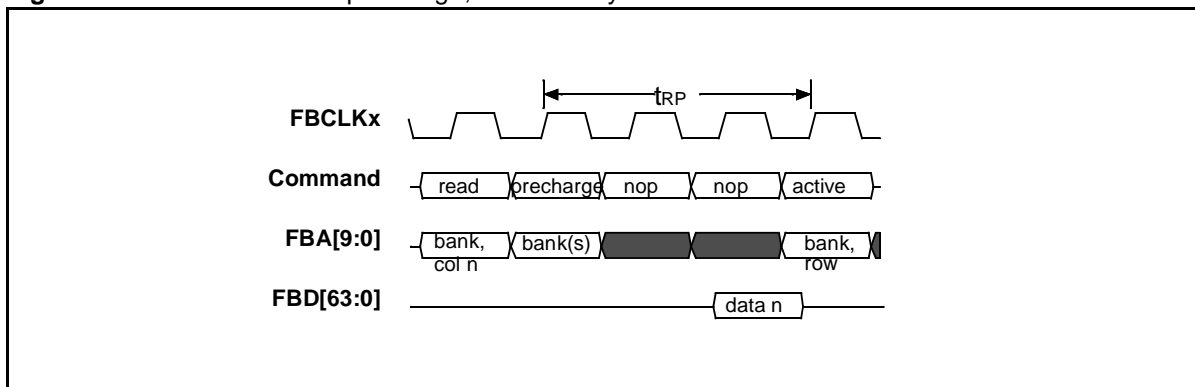 tRP
FBCLKx
Command read precharge nop nop active
FBA[9:0] bank, col n bank(s) bank, row
FBD[63:0] data n